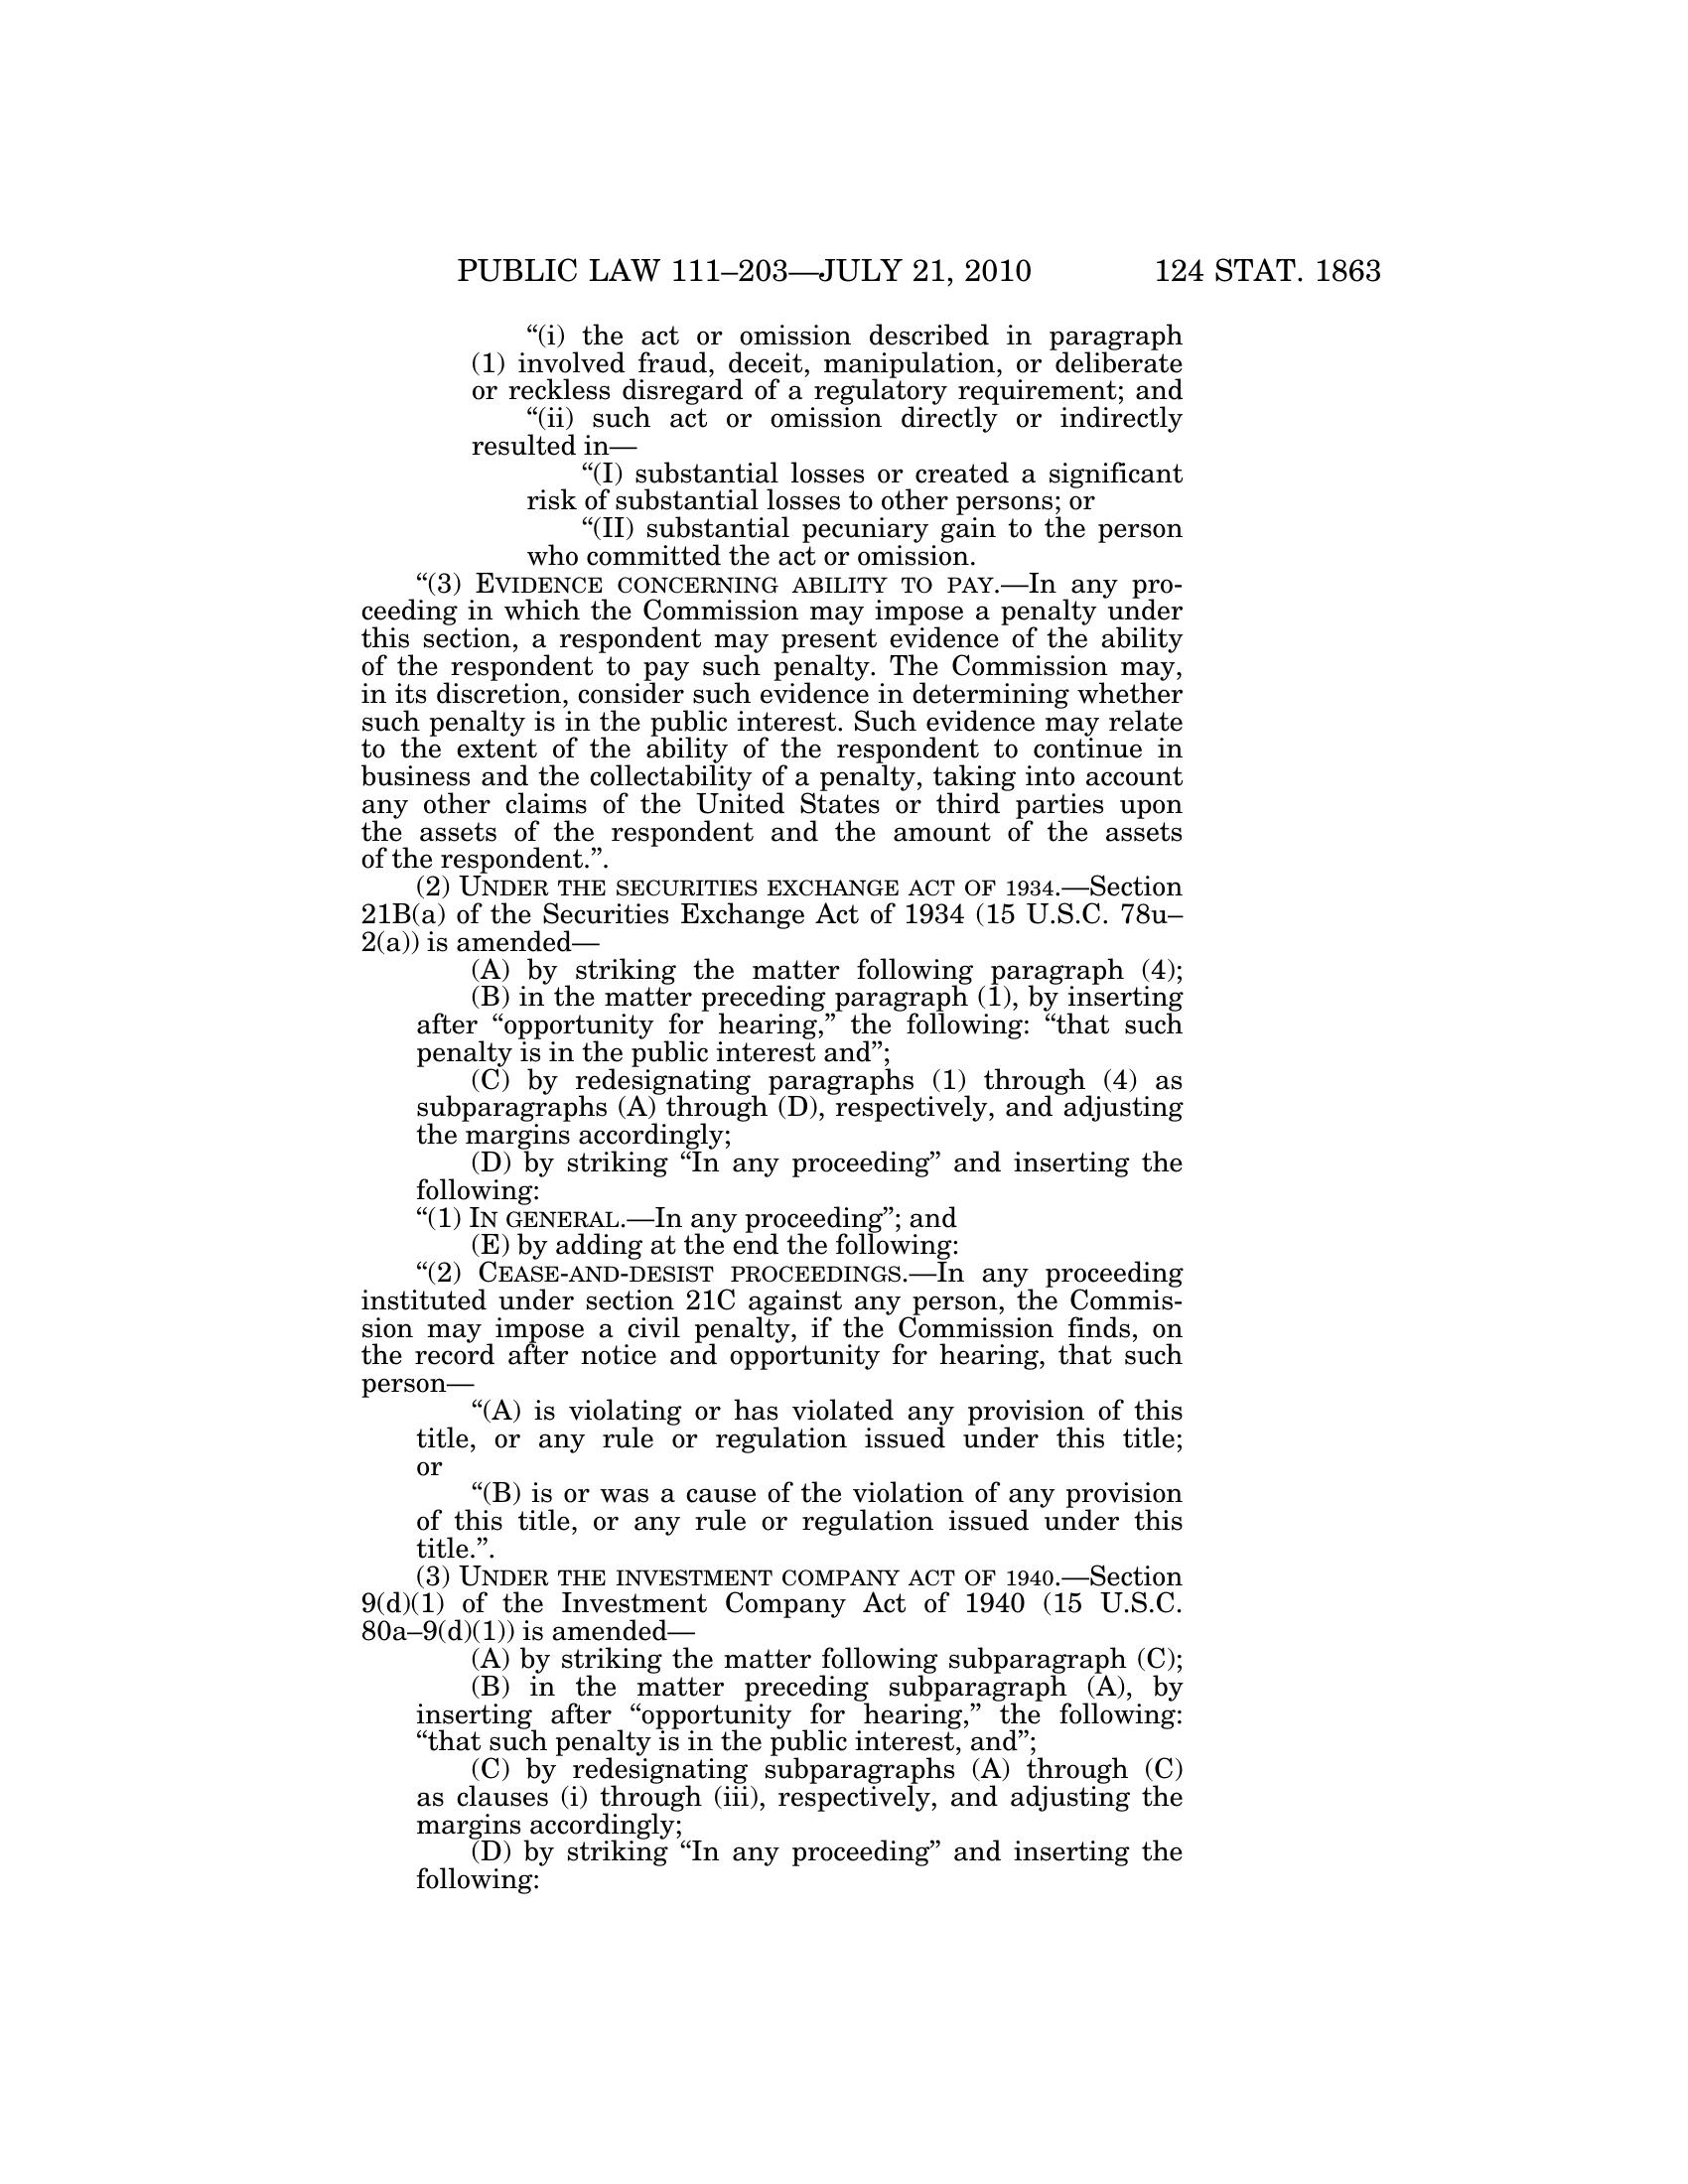 PUBLIC LAW 111–203—JULY 21, 2010 124 STAT. 1863
“(i) the act or omission described in paragraph
(1) involved fraud, deceit, manipulation, or deliberate
or reckless disregard of a regulatory requirement; and
“(ii) such act or omission directly or indirectly
resulted in—
“(I) substantial losses or created a significant
risk of substantial losses to other persons; or
“(II) substantial pecuniary gain to the person
who committed the act or omission.
“(3) EVIDENCE CONCERNING ABILITY TO PAY.—In any pro-
ceeding in which the Commission may impose a penalty under
this section, a respondent may present evidence of the ability
of the respondent to pay such penalty. The Commission may,
in its discretion, consider such evidence in determining whether
such penalty is in the public interest. Such evidence may relate
to the extent of the ability of the respondent to continue in
business and the collectability of a penalty, taking into account
any other claims of the United States or third parties upon
the assets of the respondent and the amount of the assets
of the respondent.”.
(2) UNDER THE SECURITIES EXCHANGE ACT OF 1934.—Section
21B(a) of the Securities Exchange Act of 1934 (15 U.S.C. 78u–
2(a)) is amended—
(A) by striking the matter following paragraph (4);
(B) in the matter preceding paragraph (1), by inserting
after “opportunity for hearing,” the following: “that such
penalty is in the public interest and”;
(C) by redesignating paragraphs (1) through (4) as
subparagraphs (A) through (D), respectively, and adjusting
the margins accordingly;
(D) by striking “In any proceeding” and inserting the
following:
“(1) IN GENERAL.—In any proceeding”; and
(E) by adding at the end the following:
“(2) CEASE-AND-DESIST PROCEEDINGS.—In any proceeding
instituted under section 21C against any person, the Commis-
sion may impose a civil penalty, if the Commission finds, on
the record after notice and opportunity for hearing, that such
person—
“(A) is violating or has violated any provision of this
title, or any rule or regulation issued under this title;
or
“(B) is or was a cause of the violation of any provision
of this title, or any rule or regulation issued under this
title.”.
(3) UNDER THE INVESTMENT COMPANY ACT OF 1940.—Section
9(d)(1) of the Investment Company Act of 1940 (15 U.S.C.
80a–9(d)(1)) is amended—
(A) by striking the matter following subparagraph (C);
(B) in the matter preceding subparagraph (A), by
inserting after “opportunity for hearing,” the following:
“that such penalty is in the public interest, and”;
(C) by redesignating subparagraphs (A) through (C)
as clauses (i) through (iii), respectively, and adjusting the
margins accordingly;
(D) by striking “In any proceeding” and inserting the
following: